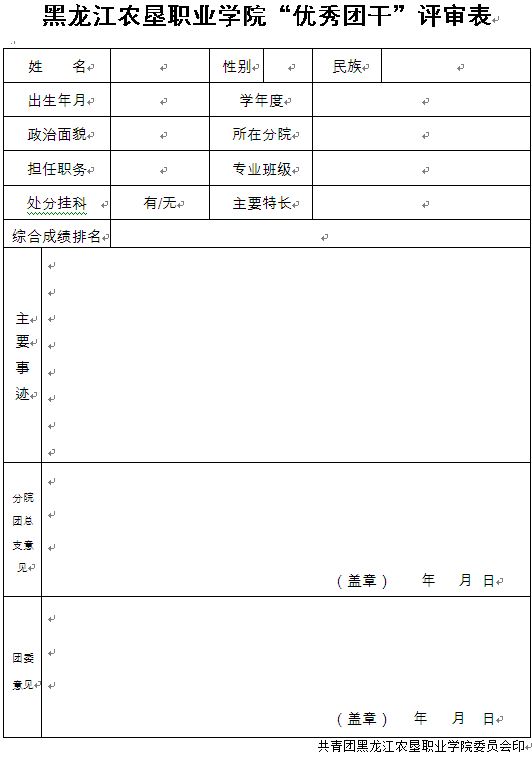 黑龙江农垦职业学院“优秀团干”评审表
姓　　名 性别 民族
出生年月 学年度
政治面貌 所在分院
担任职务 专业班级
处分挂科 有/无 主要特长
综合成绩排名
主
要
事
迹
分院
团总
支意
见
（盖章） 年 月 日
团委
意见
（盖章） 年 月 日
共青团黑龙江农垦职业学院委员会印